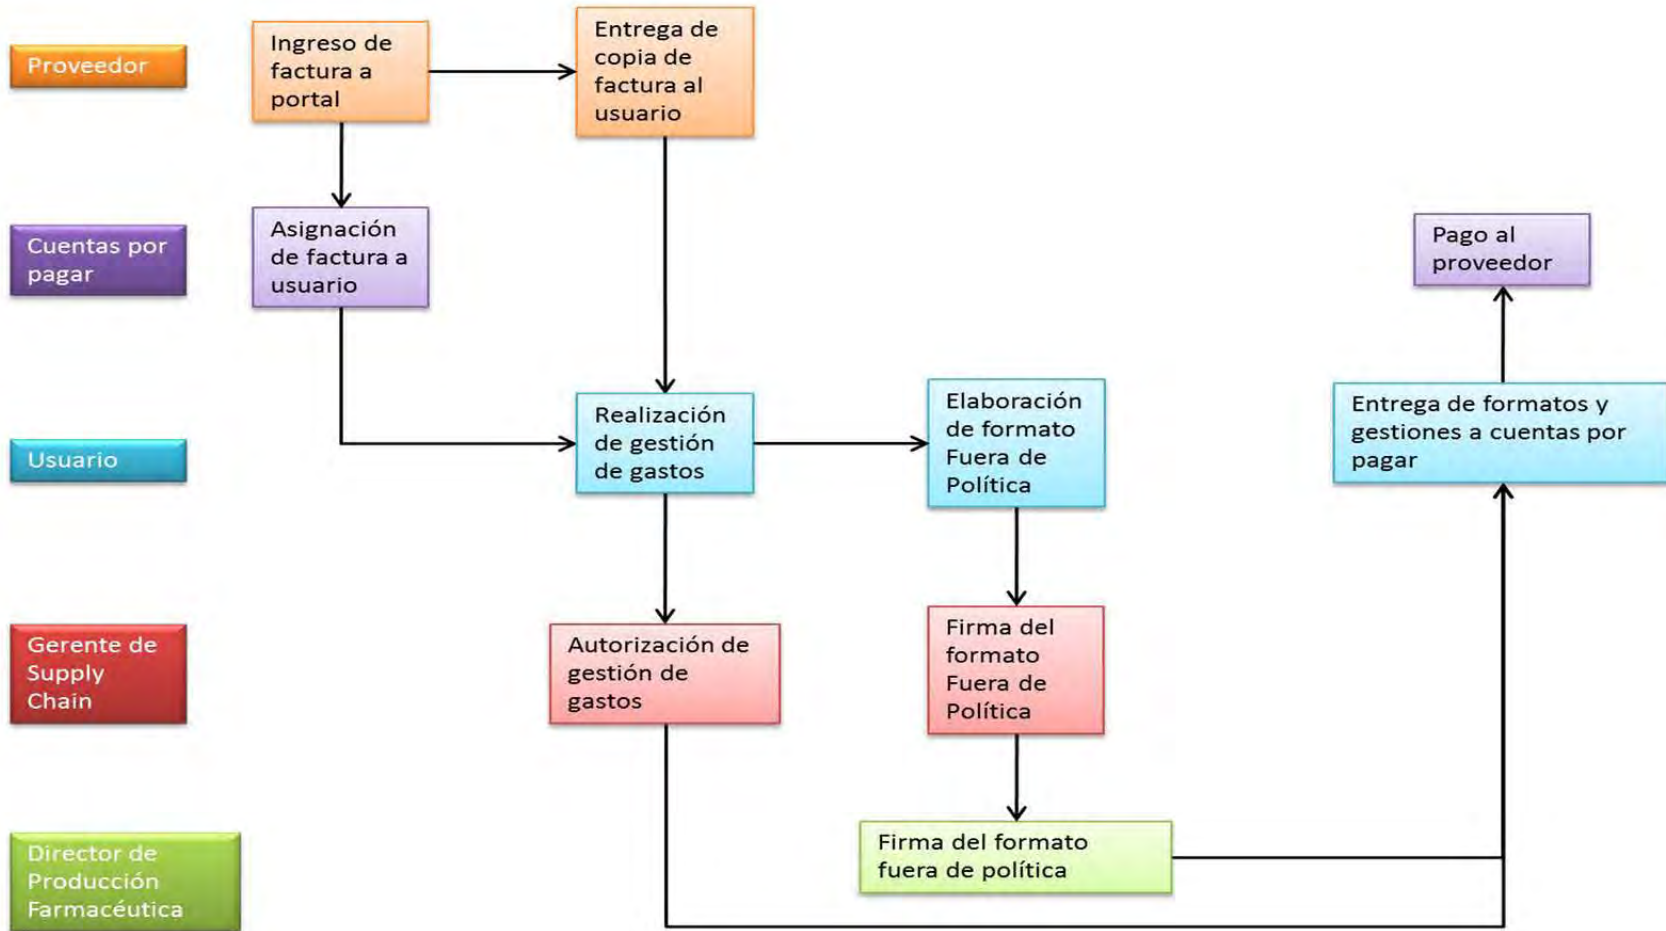 Proveedor
Ingreso de
factura a
portal
Entrega de
copia de
factura al
usuario
Cuentas por
pagar
Asignación
de factura a
usuario
Pago al
proveedor
Usuario
Realización
de gestión
de gastos
Elaboración
de formato
Fuera de
Política
Entrega de formatos y
gestiones a cuentas por
pagar
Gerente de
Supply
Chain
Autorización de
gestión de
gastos
Firma del
formato
Fuera de
Política
Director de
Producción
Farmacéutica
Firma del formato
fuera de política